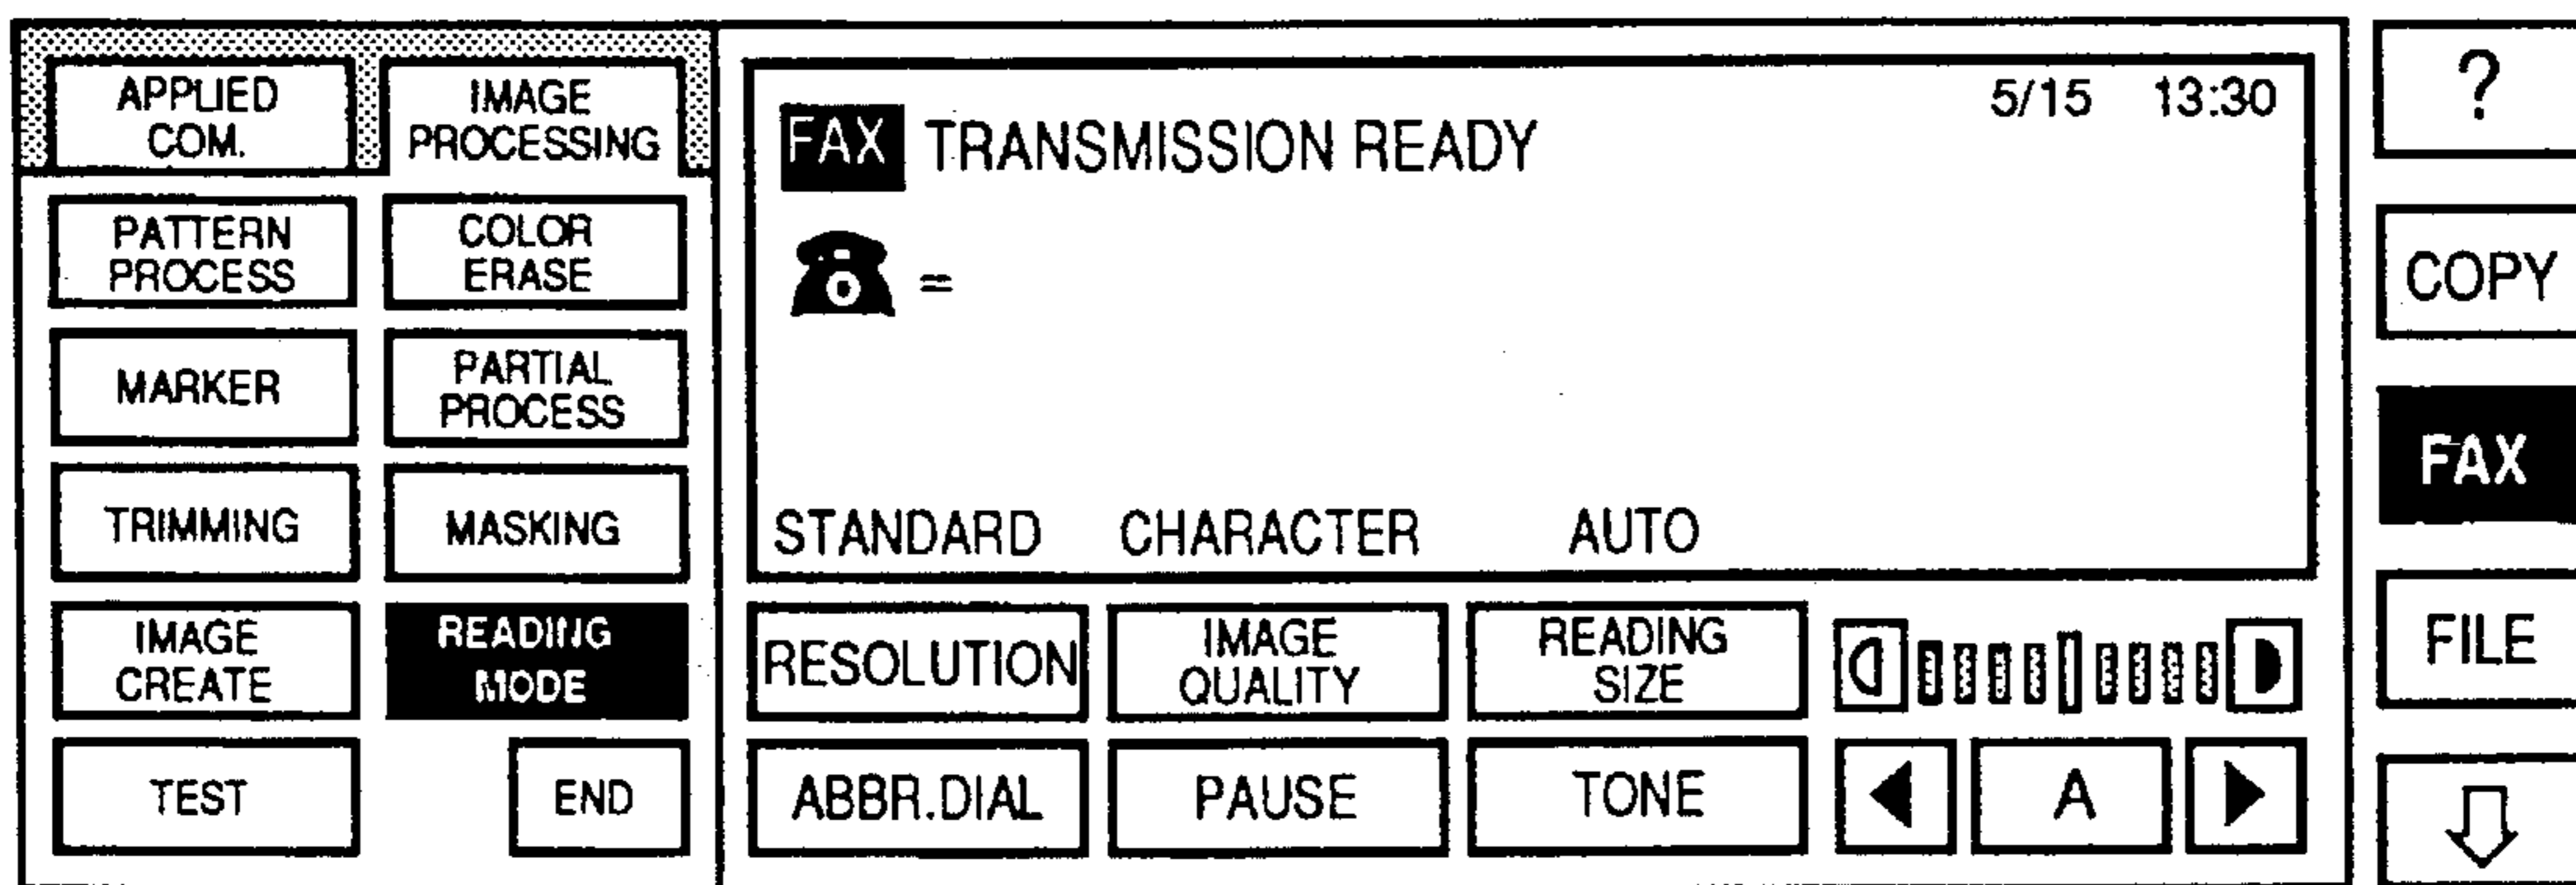 APPLIED
COM.
IMAGE
PROCESSING
PATTERN
PROCESS
COLOR
ERASE
MARKER
PARTIAL
PROCESS
TRIMMING
MASKING
IMAGE
CREATE
READING
MODE
TEST
END
5/15 13:30
FAX TRANSMISSION READY
=
STANDARD CHARACTER AUTO
RESOLUTION
IMAGE
QUALITY
READING
SIZE
ABBR.DIAL
PAUSE
TONE
A
?
COPY
FAX
FILE